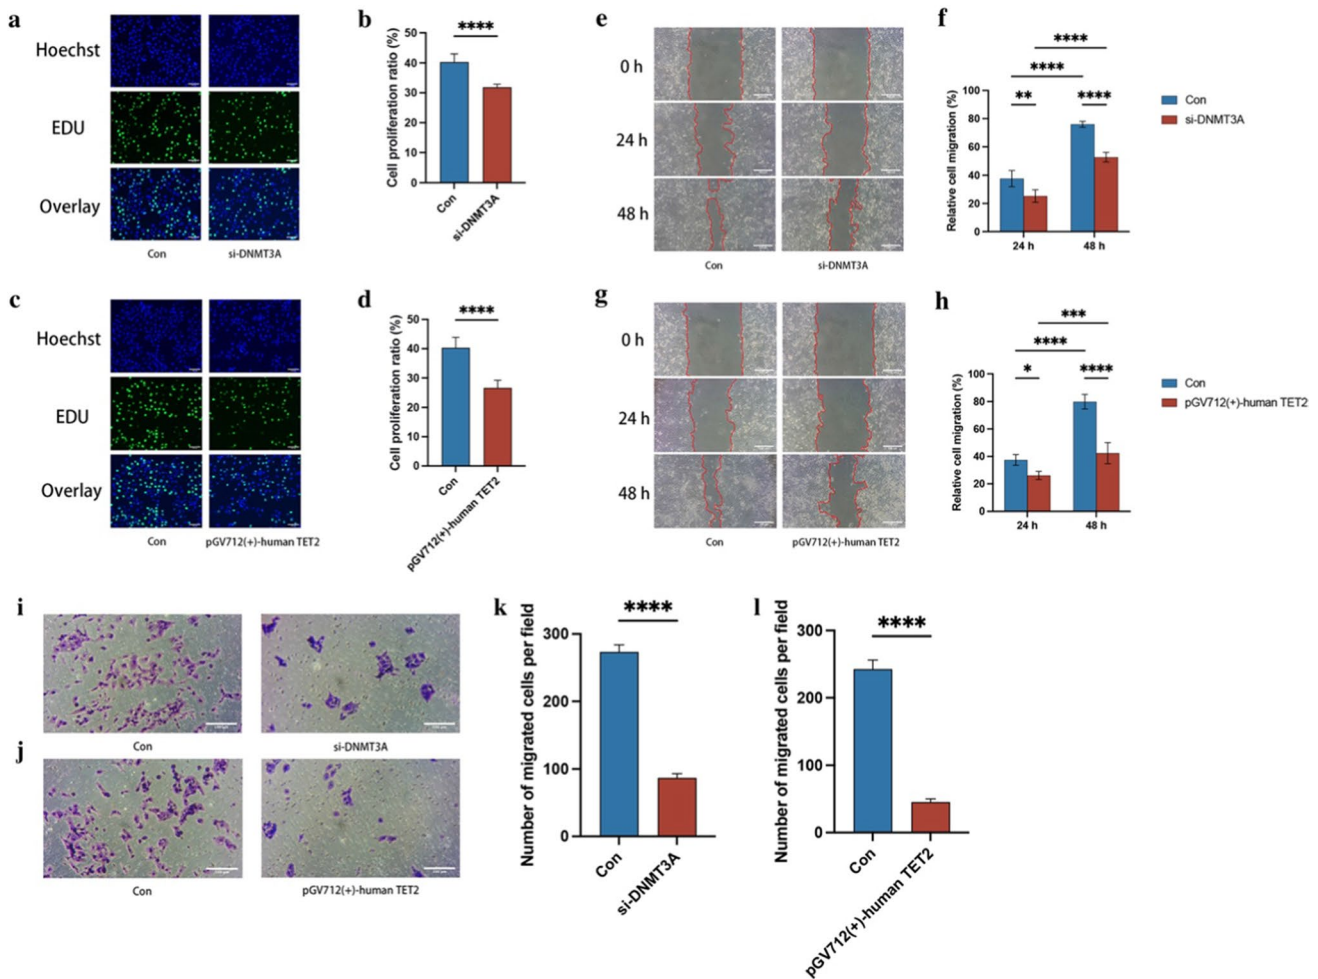 a
Hoechst
EDU
Overlay
Con si-DNMT3A
b
****
Cell proliferation ratio (%)
50
40
30
20
10
0
Con
si-DNMT3A
e
0 h
24 h
48 h
Con si-DNMT3A
f
****
****
** ****
Relative cell migration (%)
100
80
60
40
20
0
24 h 48 h
Con
si-DNMT3A
c
Hoechst
EDU
Overlay
Con pGV712(+)-human TET2
d
****
Cell proliferation ratio (%)
50
40
30
20
10
0
Con
pGV712(+)-human TET2
g
0 h
24 h
48 h
Con pGV712(+)-human TET2
h
***
****
* ****
Relative cell migration (%)
100
80
60
40
20
0
24 h 48 h
Con
pGV712(+)-human TET2
i
Con si-DNMT3A
j
Con pGV712(+)-human TET2
k
****
Number of migrated cells per field
300
200
100
0
Con
si-DNMT3A
l
****
Number of migrated cells per field
300
200
100
0
Con
pGV712(+)-human TET2